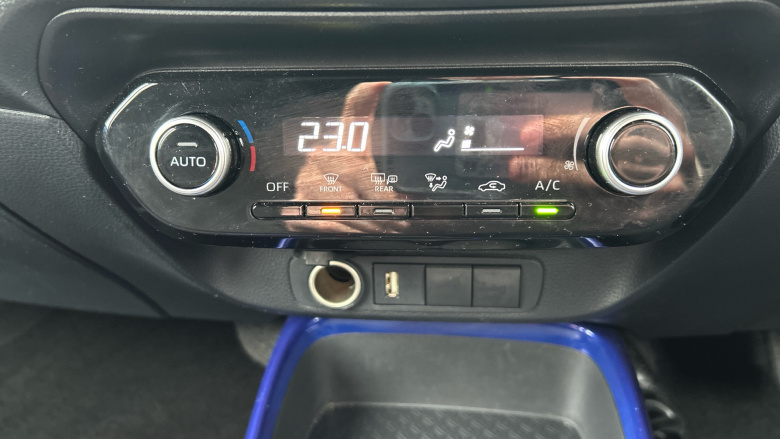 23.0
AUTO
OFF
FRONT
REAR
A/C